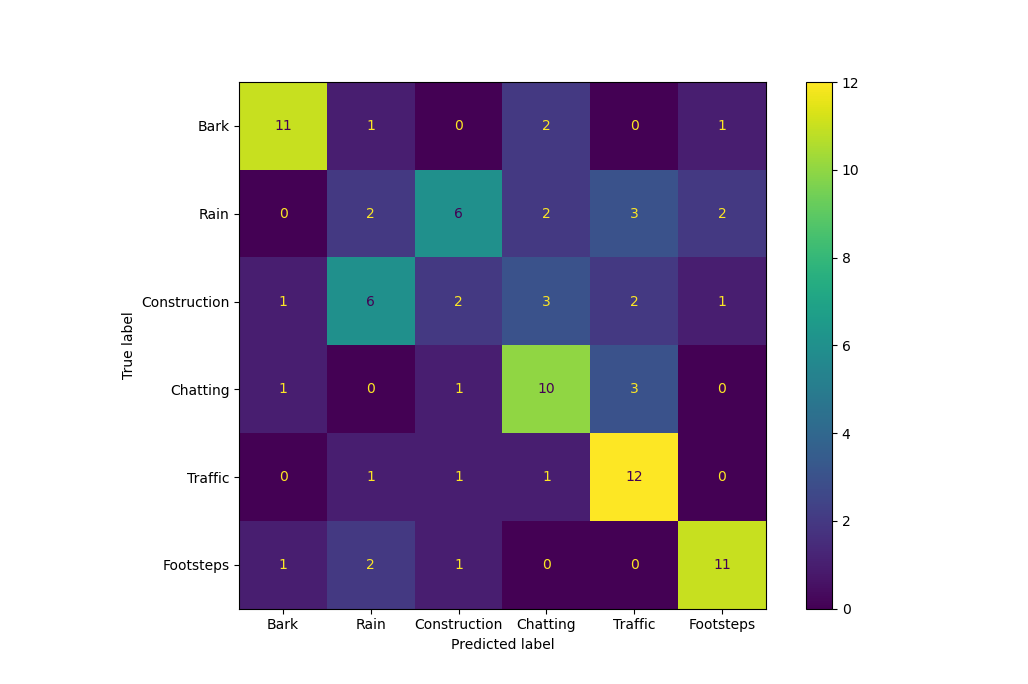 12
Bark 11 1 0 2 0 1
10
Rain 0 2 6 2 3 2
8
Construction 1 6 2 3 2 1
6
True label
Chatting 1 0 1 10 3 0
4
Traffic 0 1 1 1 12 0
2
Footsteps 1 2 1 0 0 11
0
Bark Rain Construction Chatting Traffic Footsteps
Predicted label